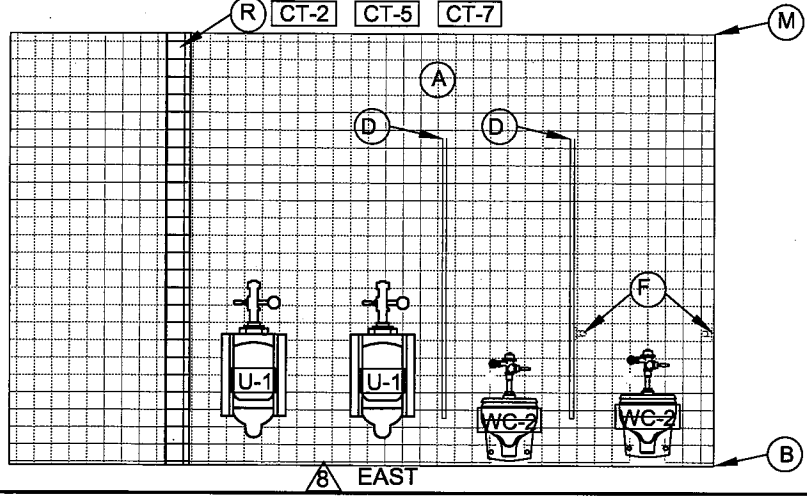 R CT-2 CT-5 CT-7 M
A
D D
F
U-1 U-1 WC-2 WC-2
B
8 EAST